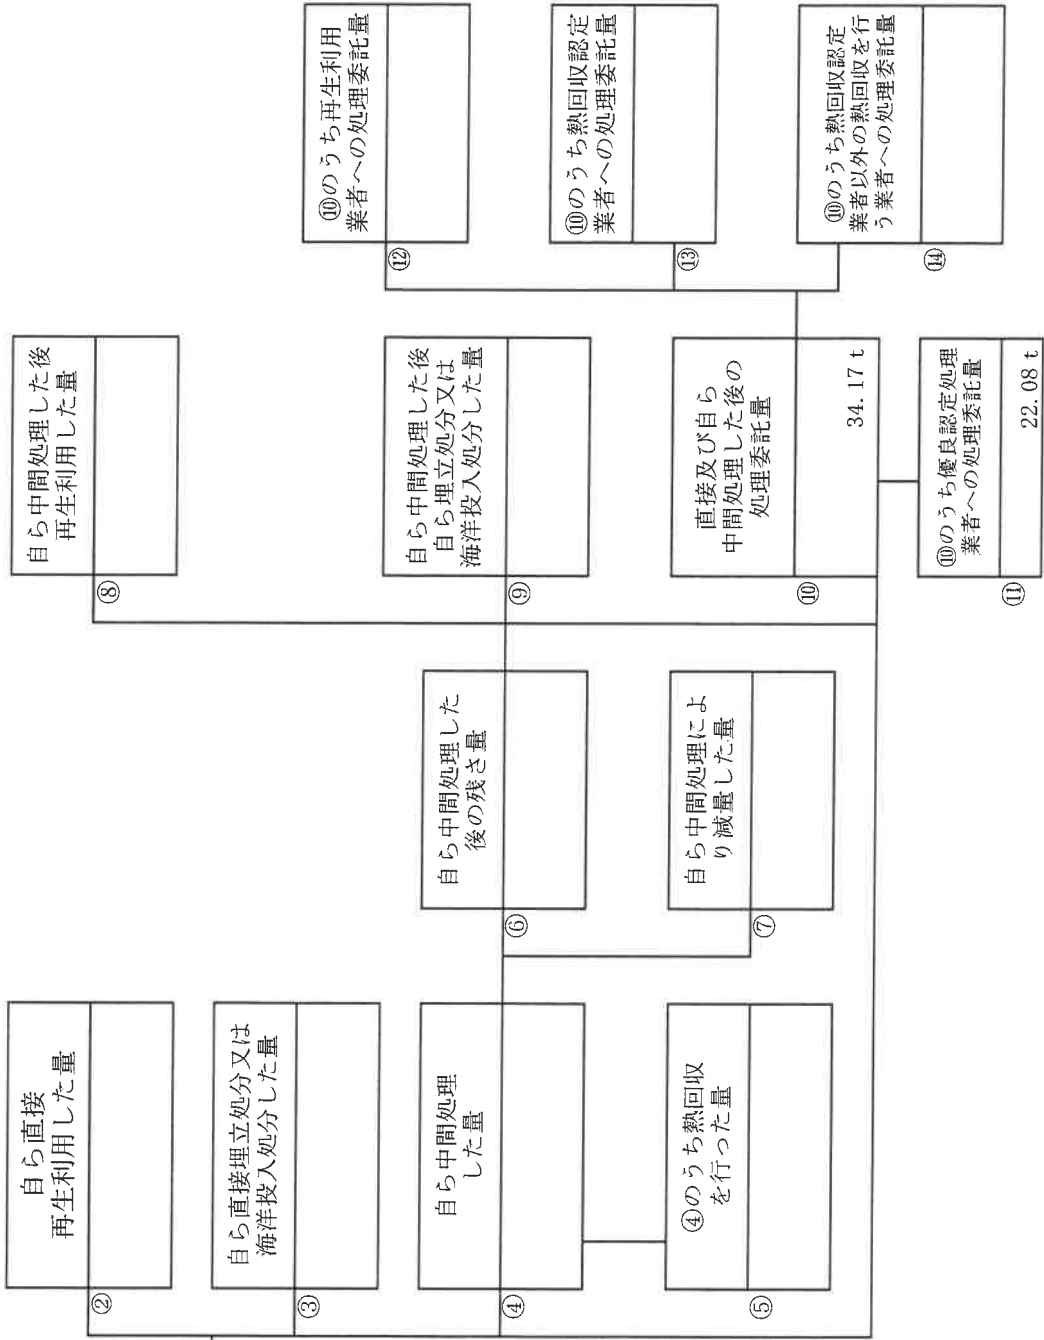 ②
自ら直接
再生利用した量
③
自ら直接埋立処分又は
海洋投入処分した量
④
自ら中間処理
した量
⑤
④のうち熱回収
を行った量
⑥
自ら中間処理した
後の残さ量
⑦
自ら中間処理によ
り減量した量
⑧
自ら中間処理した後
再生利用した量
⑨
自ら中間処理した後
自ら埋立処分又は
海洋投入処分した量
⑩
直接及び自ら
中間処理した後の
処理委託量
34.17 t
⑪
⑩のうち優良認定処理
業者への処理委託量
22.08 t
⑫
⑩のうち再生利用
業者への処理委託量
⑬
⑩のうち熱回収認定
業者への処理委託量
⑭
⑩のうち熱回収認定
業者以外の熱回収を行
う業者への処理委託量